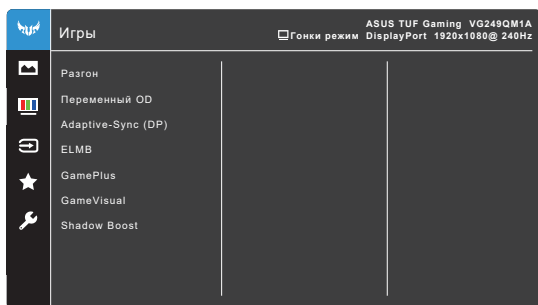 Игры
ASUS TUF Gaming VG249QM1A
Гонки режим DisplayPort 1920x1080@ 240Hz
Разгон
Переменный OD
Adaptive-Sync (DP)
ELMB
GamePlus
GameVisual
Shadow Boost